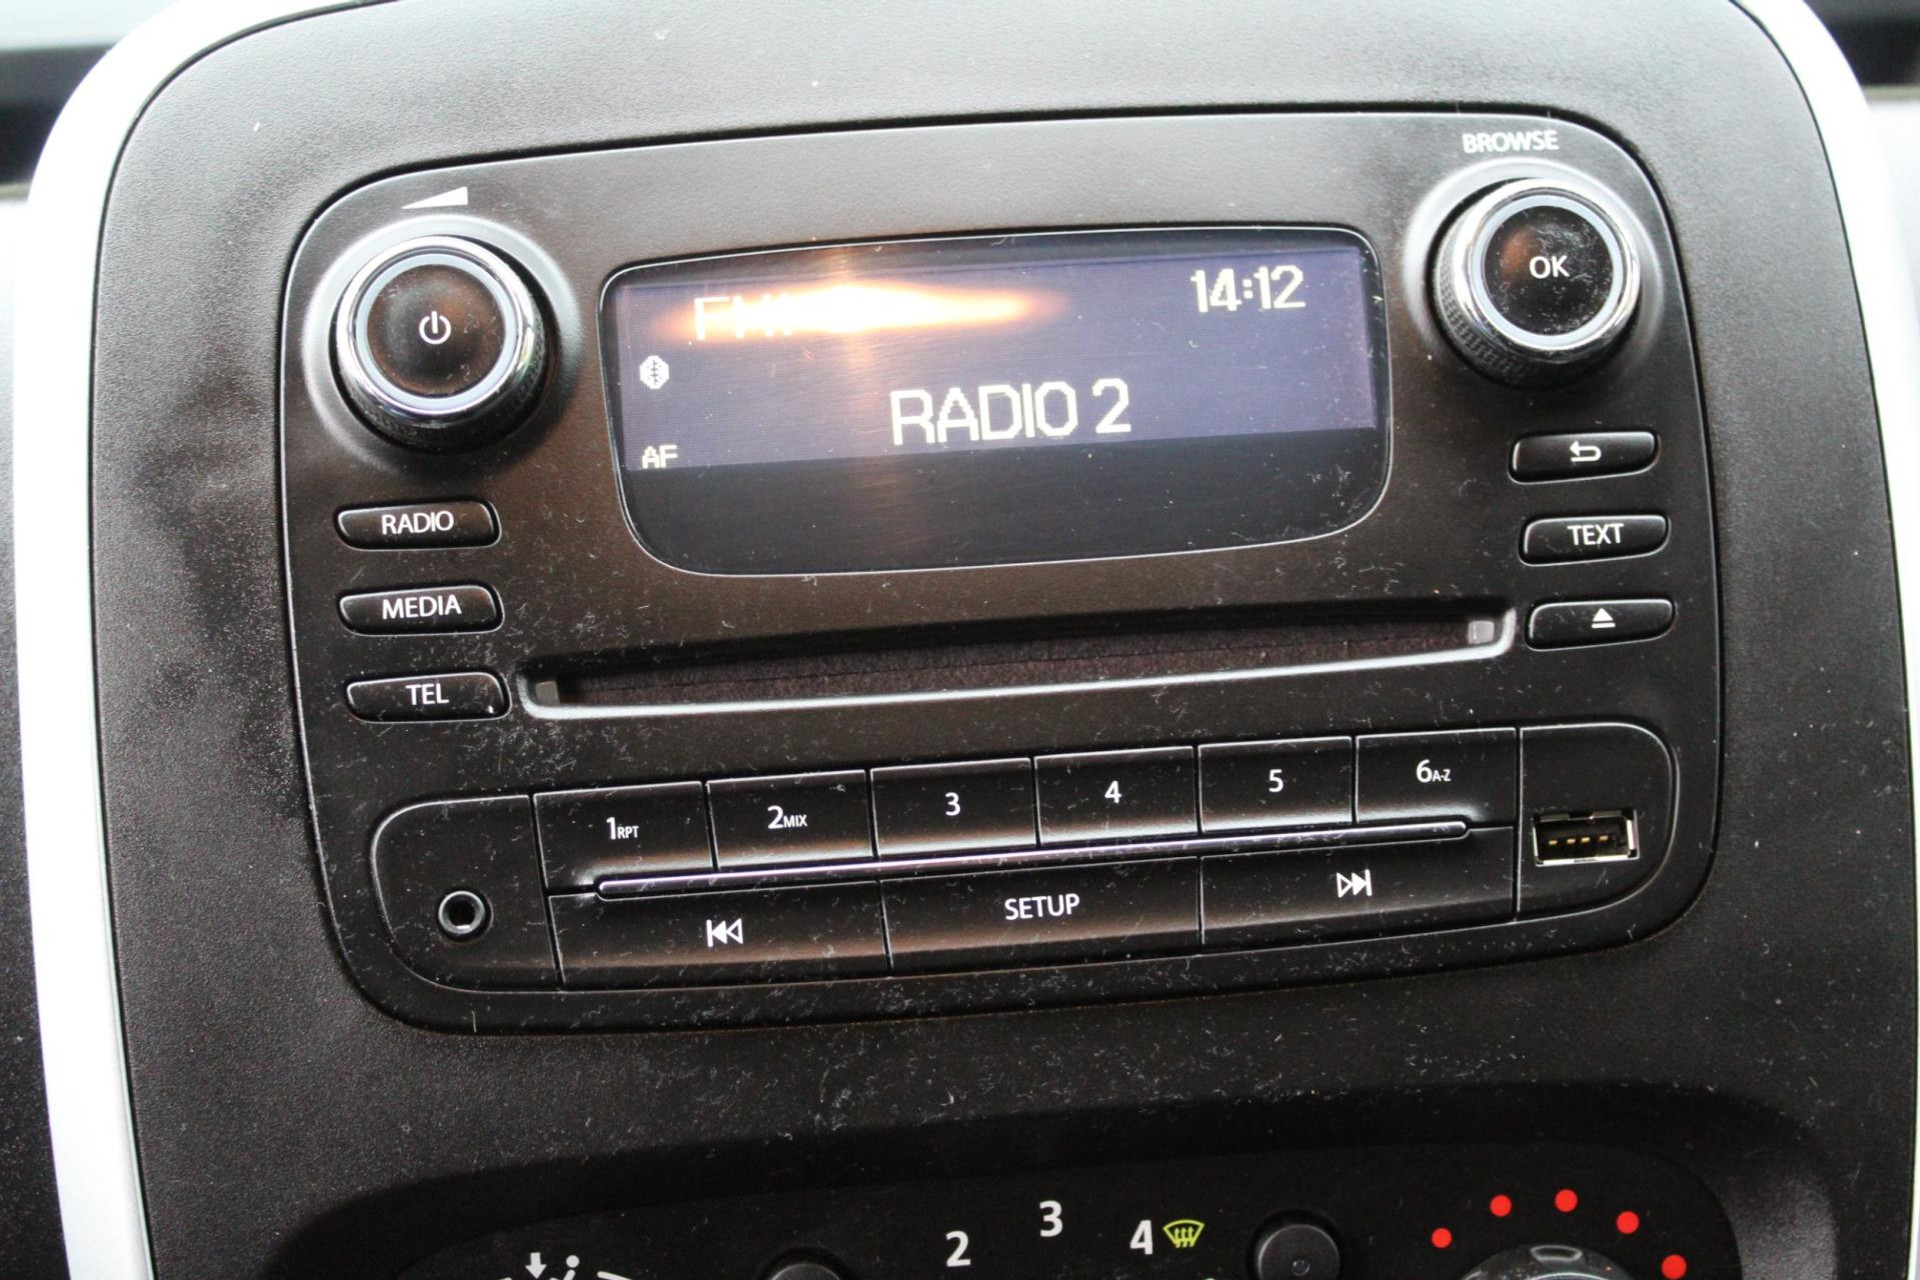 BROWSE
OK
14:12
RADIO 2
AF
RADIO
MEDIA
TEL
TEXT
1RPT
2MIX
3
4
5
6A-Z
SETUP
2
3
4